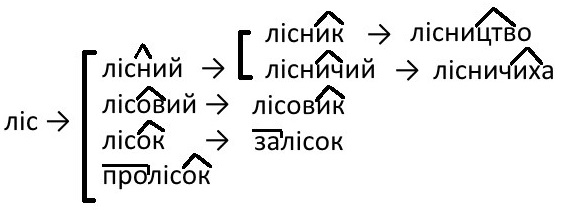 лісник → лісництво
лісний → лісничий → лісничиха
лісовий → лісовик
ліс → лісок → залісок
пролісок